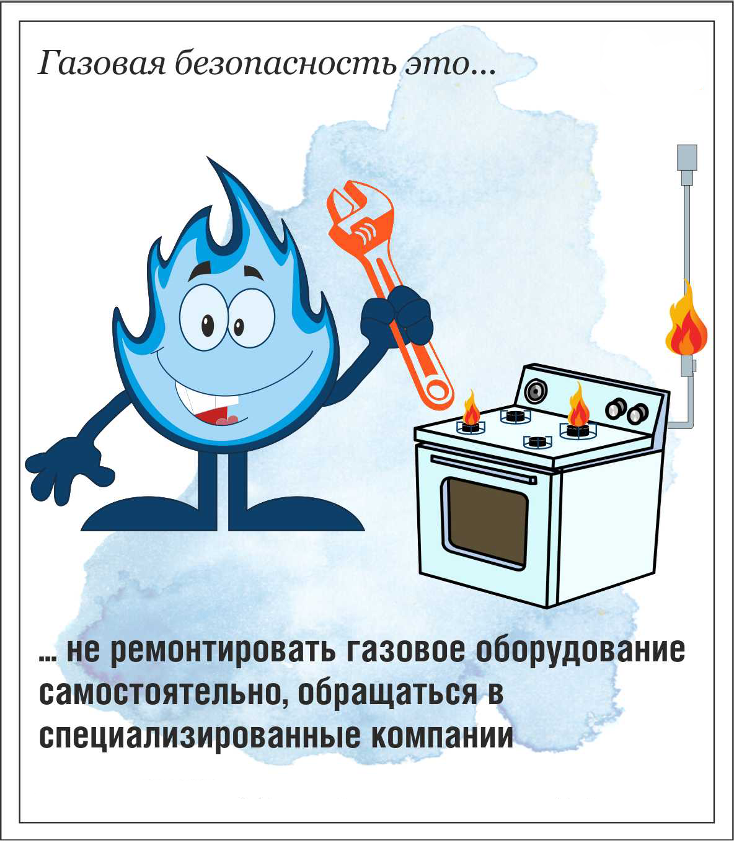 Газовая безопасность это...
... не ремонтировать газовое оборудование
самостоятельно, обращаться в
специализированные компании